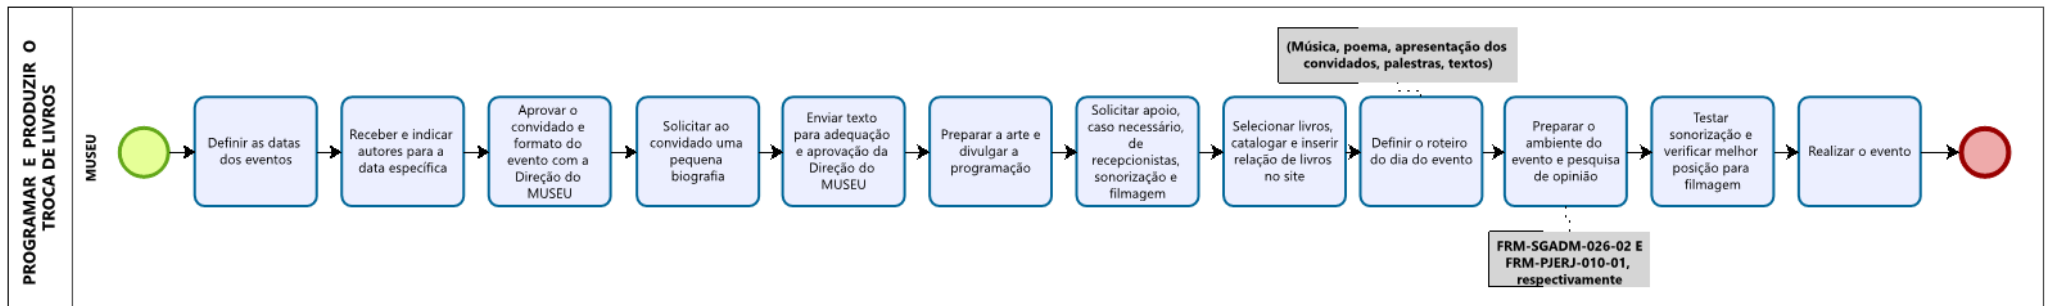 PROGRAMAR E PRODUZIR O
TROCA DE LIVROS
MUSEU
Definir as datas
dos eventos
Receber e indicar
autores para a
data específica
Aprovar o
convidado e
formato do
evento com a
Direção do
MUSEU
Solicitar ao
convidado uma
pequena
biografia
Enviar texto
para adequação
e aprovação da
Direção do
MUSEU
Preparar a arte e
divulgar a
programação
Solicitar apoio,
caso necessário,
de
recepcionistas,
sonorização e
filmagem
Selecionar livros,
catalogar e inserir
relação de livros
no site
(Música, poema, apresentação dos
convidados, palestras, textos)
Definir o roteiro
do dia do evento
Preparar o
ambiente do
evento e pesquisa
de opinião
FRM-SGADM-026-02 E
FRM-PJERJ-010-01,
respectivamente
Testar
sonorização e
verificar melhor
posição para
filmagem
Realizar o evento